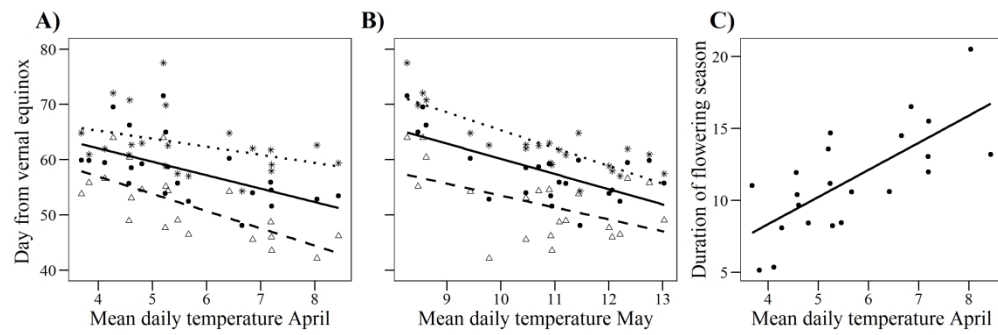 A)
B)
C)
Day from vernal equinox
80
70
60
50
40
4 5 6 7 8
Mean daily temperature April
9 10 11 12 13
Mean daily temperature May
Duration of flowering season
20
15
10
5
4 5 6 7 8
Mean daily temperature April